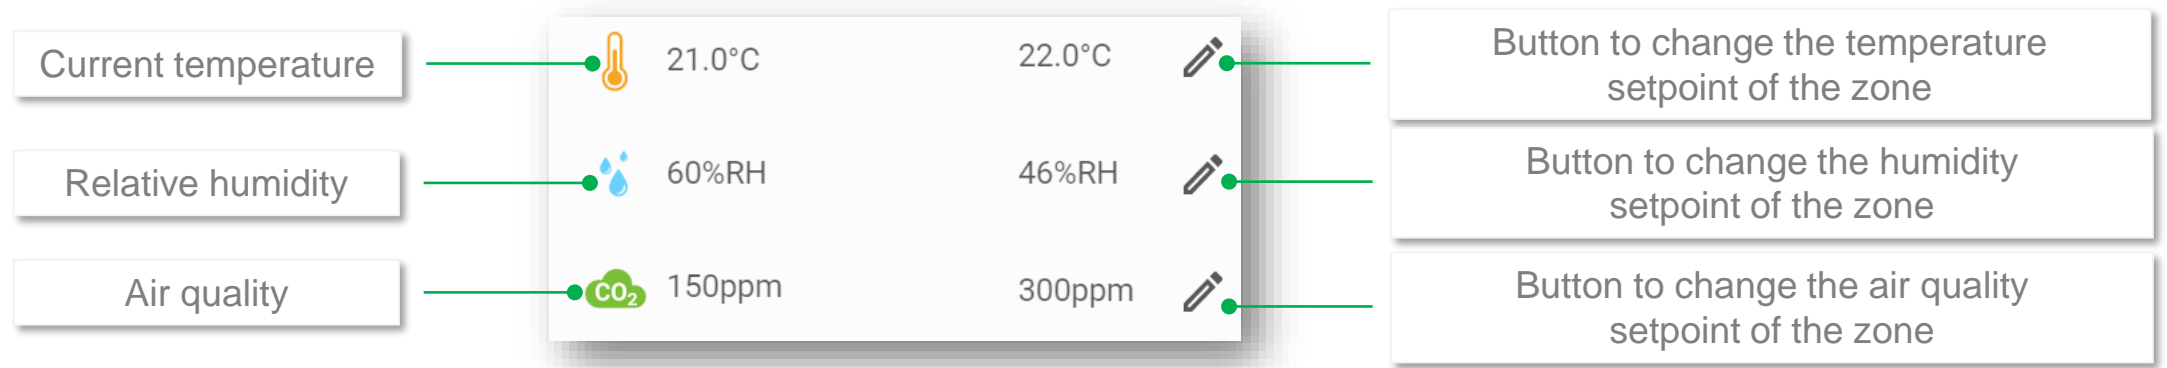 Current temperature
21.0°C
22.0°C
Button to change the temperature
setpoint of the zone
Relative humidity
60%RH
46%RH
Button to change the humidity
setpoint of the zone
Air quality
CO₂
150ppm
300ppm
Button to change the air quality
setpoint of the zone